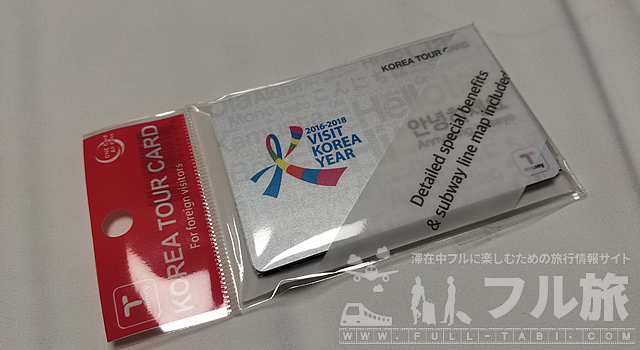 KOREA TOUR CARD
2016-2018
VISIT
KOREA
YEAR
Hello
안녕
Detailed special benefits
& subway line map included
KOREA TOUR CARD
For foreign visitors
T
滞在中フルに楽しむための旅行情報サイト
フル旅
WWW.FULL-TABI.COM